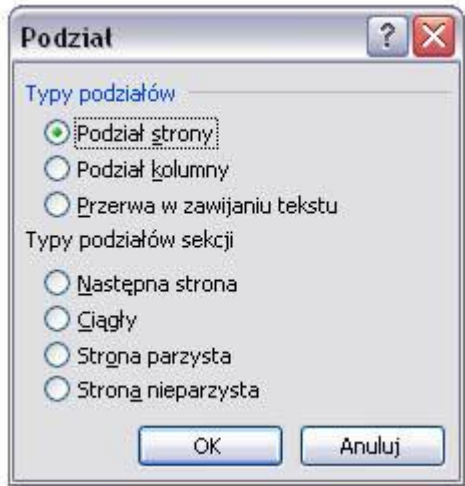 Podział
Typy podziałów
Podział strony
Podział kolumny
Przerwa w zawijaniu tekstu
Typy podziałów sekcji
Następna strona
Ciągły
Strona parzysta
Strona nieparzysta
OK Anuluj